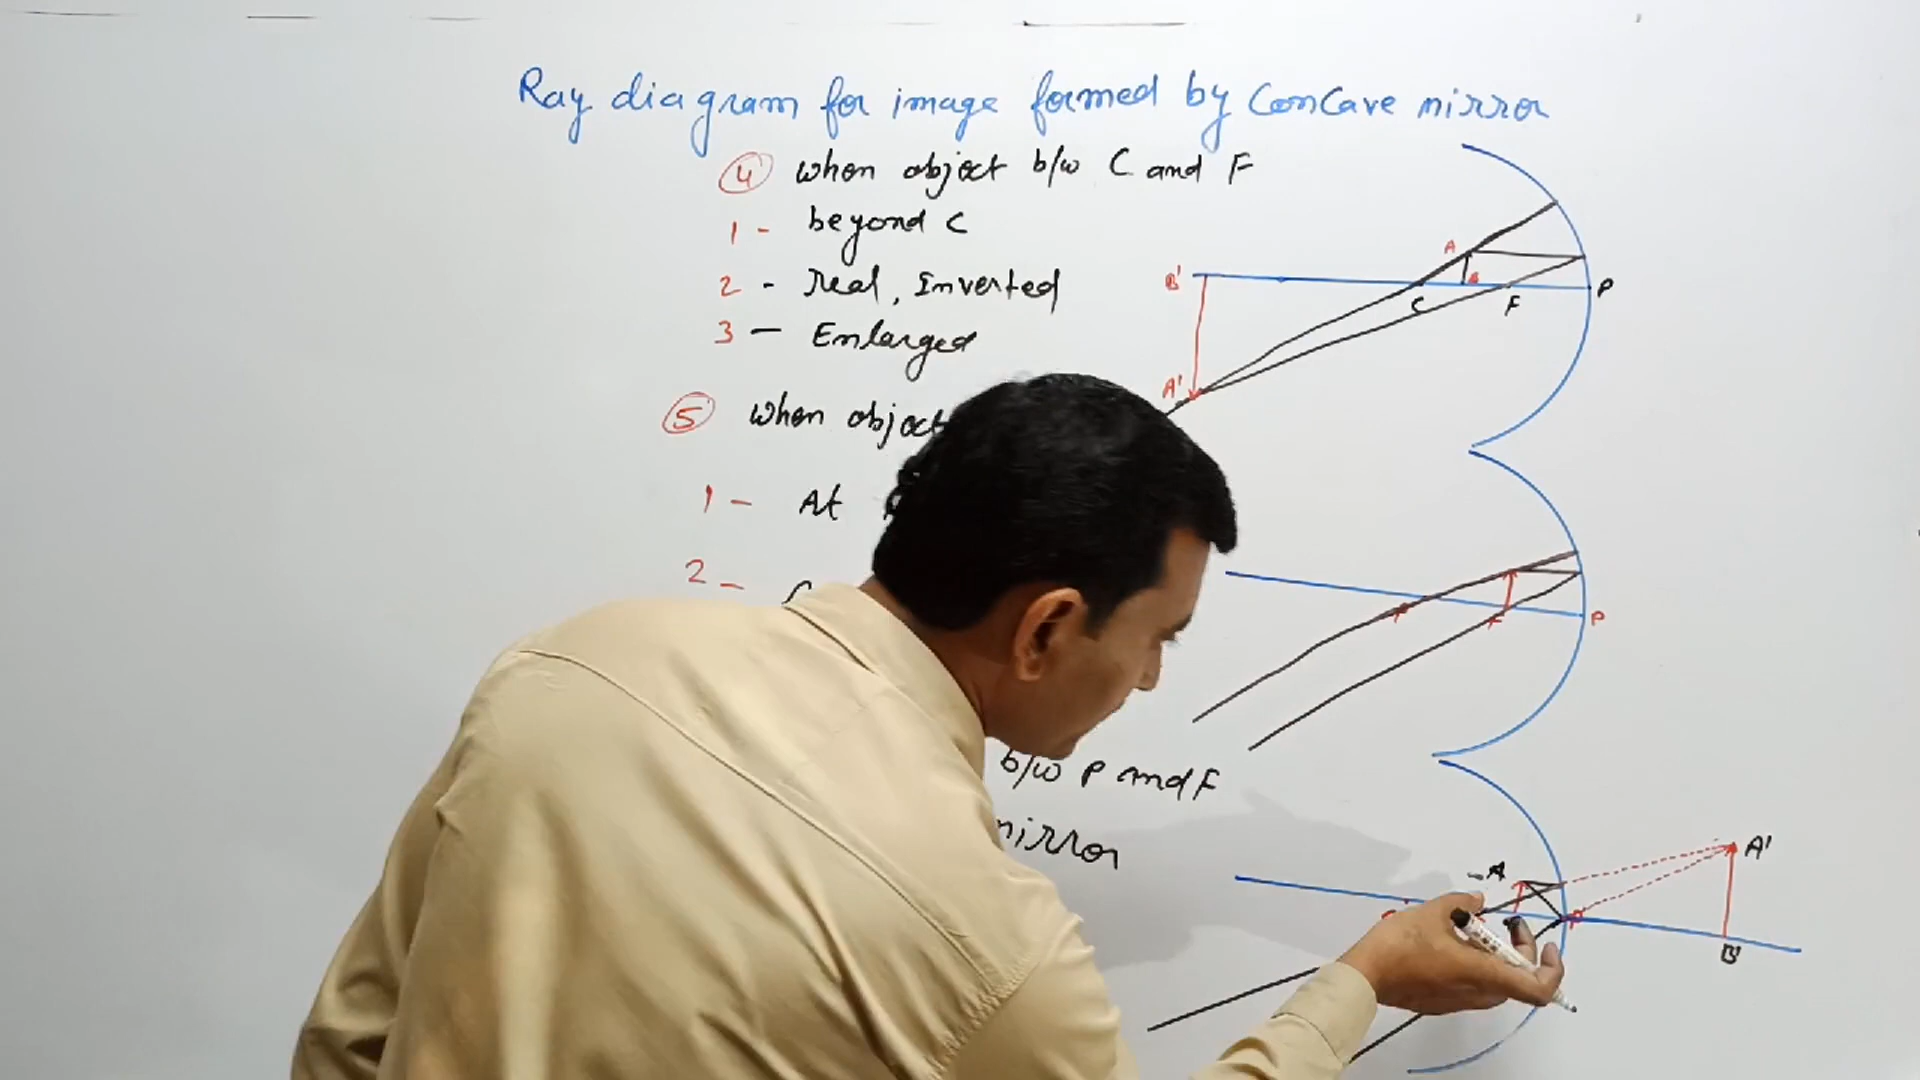 Ray diagram for image formed by Concave mirror
4 when object b/w C and F
1 - beyond C
2 - real, Inverted
3 - Enlarged
A
B
B'
C
F
P
A'
5 when object
1 - At
2 -
P
b/w P and F
mirror
A
A'
P
B'